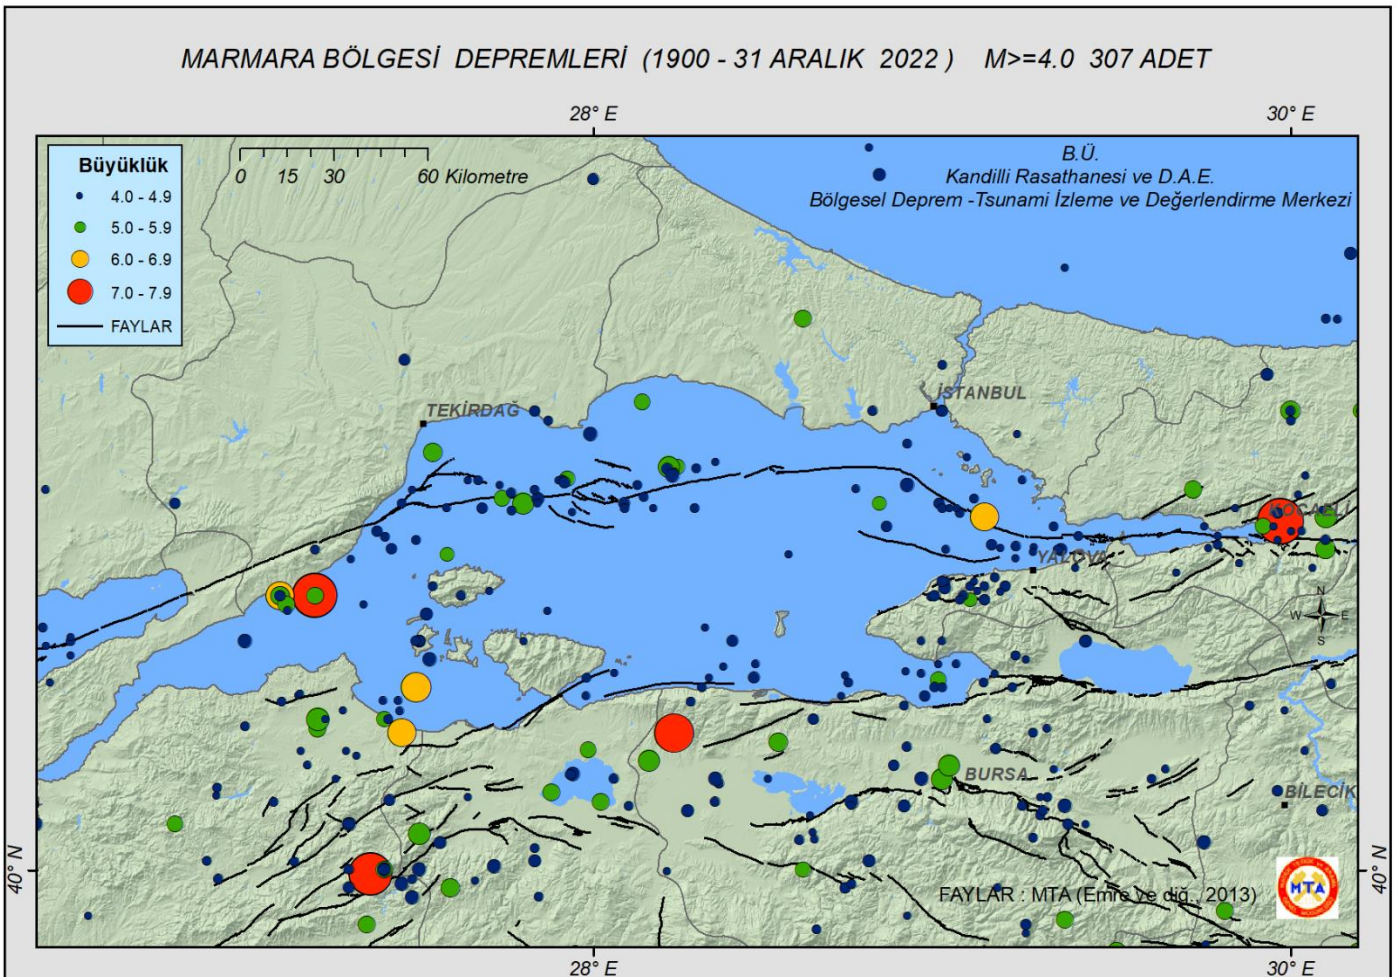 MARMARA BÖLGESİ DEPREMLERİ (1900 - 31 ARALIK 2022 ) M>=4.0 307 ADET
28° E
30° E
Büyüklük
4.0 - 4.9
5.0 - 5.9
6.0 - 6.9
7.0 - 7.9
FAYLAR
0 15 30 60 Kilometre
B.Ü.
Kandilli Rasathanesi ve D.A.E.
Bölgesel Deprem -Tsunami İzleme ve Değerlendirme Merkezi
İSTANBUL
TEKİRDAĞ
KOCAELİ
YALOVA
N
W E
S
BURSA
BİLECİK
40° N
40° N
FAYLAR : MTA (Emre ve diğ., 2013)
MTA
28° E
30° E